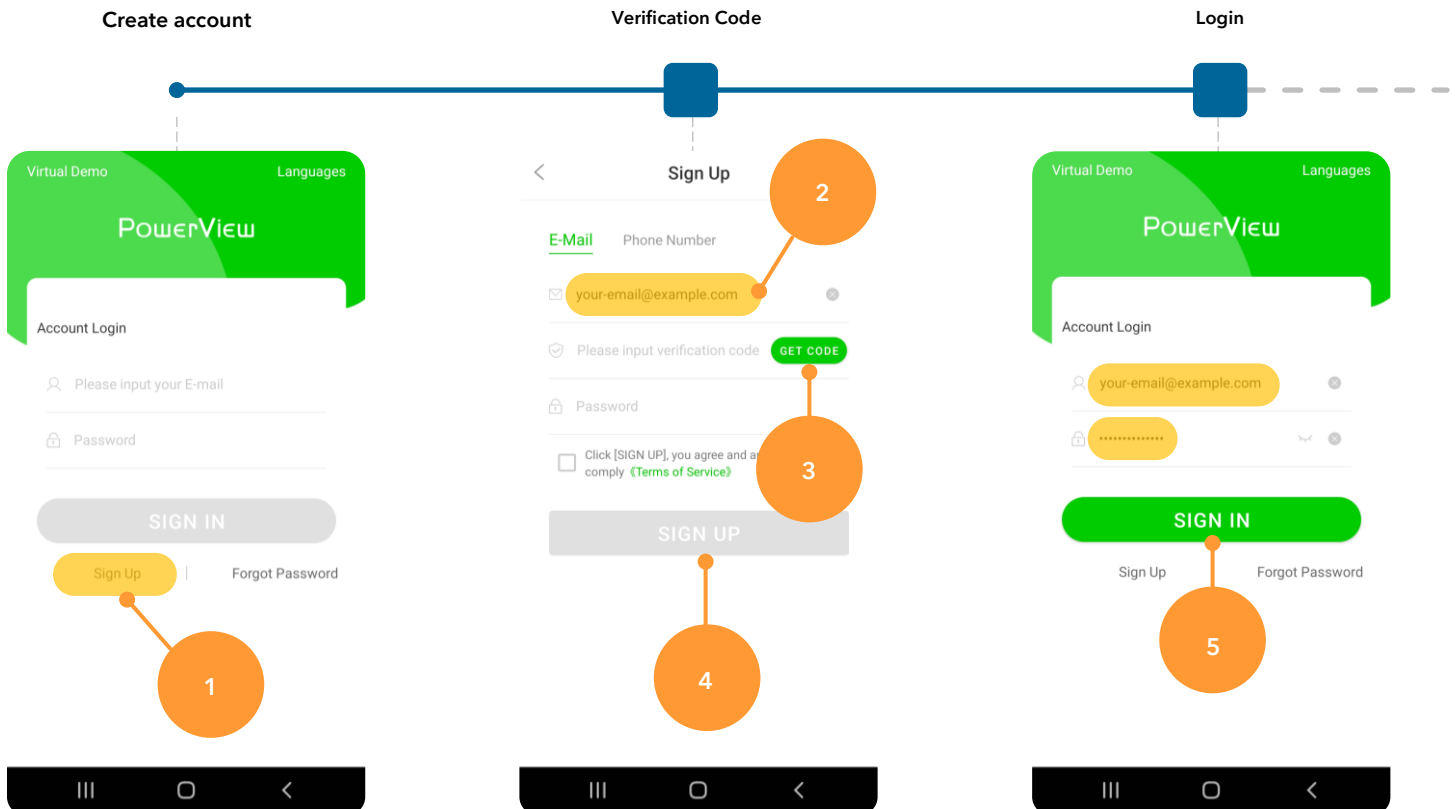 Create account
Verification Code
Login
Virtual Demo
Languages
PowerView
Account Login
Please input your E-mail
Password
SIGN IN
Sign Up
Forgot Password
1
Sign Up
2
E-Mail
Phone Number
your-email@example.com
Please input verification code
GET CODE
Password
Click [SIGN UP], you agree and a
comply 《Terms of Service》
3
SIGN UP
4
Virtual Demo
Languages
PowerView
Account Login
your-email@example.com
••••••••••••••
SIGN IN
Sign Up
Forgot Password
5